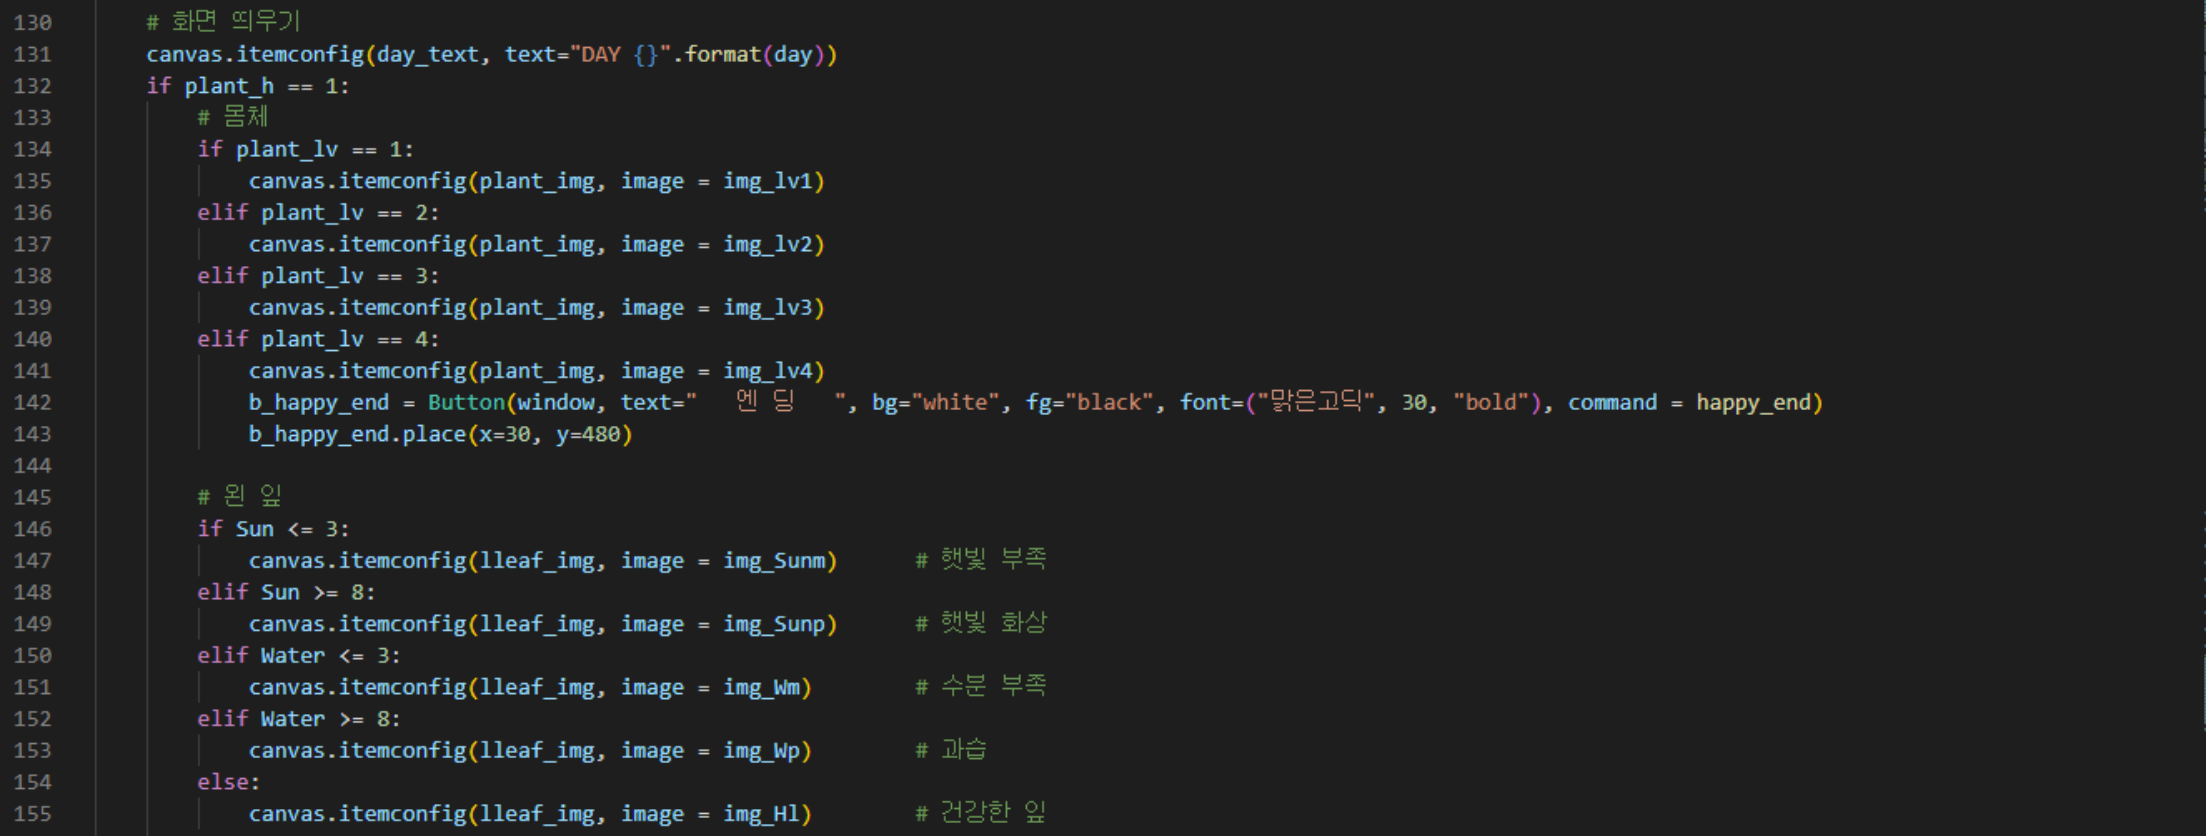 130 # 화면 띄우기
131 canvas.itemconfig(day_text, text="DAY {}".format(day))
132 if plant_h == 1:
133 # 몸체
134 if plant_lv == 1:
135 canvas.itemconfig(plant_img, image = img_lv1)
136 elif plant_lv == 2:
137 canvas.itemconfig(plant_img, image = img_lv2)
138 elif plant_lv == 3:
139 canvas.itemconfig(plant_img, image = img_lv3)
140 elif plant_lv == 4:
141 canvas.itemconfig(plant_img, image = img_lv4)
142 b_happy_end = Button(window, text="   엔 딩   ", bg="white", fg="black", font=("맑은고딕", 30, "bold"), command = happy_end)
143 b_happy_end.place(x=30, y=480)
144
145 # 왼 잎
146 if Sun <= 3:
147 canvas.itemconfig(lleaf_img, image = img_Sunm) # 햇빛 부족
148 elif Sun >= 8:
149 canvas.itemconfig(lleaf_img, image = img_Sunp) # 햇빛 화상
150 elif Water <= 3:
151 canvas.itemconfig(lleaf_img, image = img_Wm) # 수분 부족
152 elif Water >= 8:
153 canvas.itemconfig(lleaf_img, image = img_Wp) # 과습
154 else:
155 canvas.itemconfig(lleaf_img, image = img_Hl) # 건강한 잎